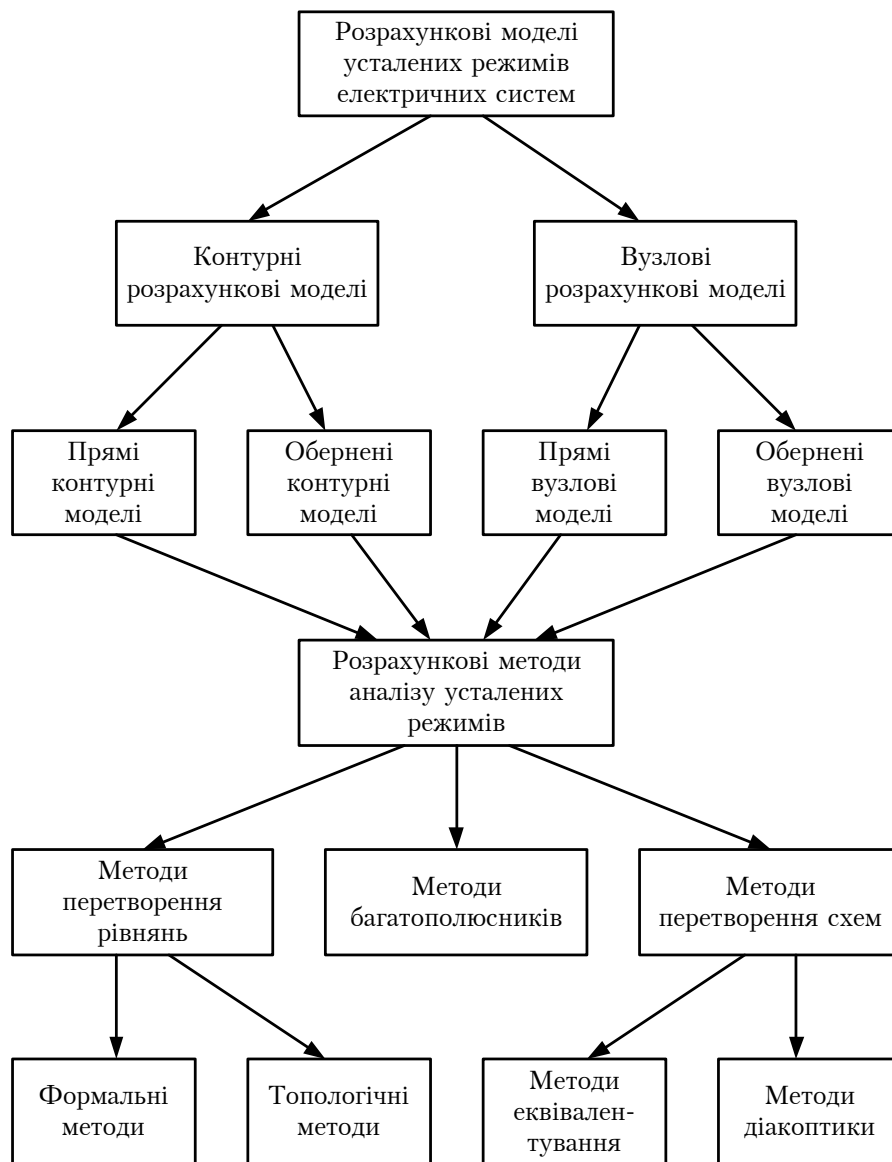 Розрахункові моделі
усталених режимів
електричних систем
Контурні
розрахункові моделі
Вузлові
розрахункові моделі
Прямі
контурні
моделі
Обернені
контурні
моделі
Прямі
вузлові
моделі
Обернені
вузлові
моделі
Розрахункові методи
аналізу усталених
режимів
Методи
перетворення
рівнянь
Методи
багатополюсників
Методи
перетворення схем
Формальні
методи
Топологічні
методи
Методи
еквівален-
тування
Методи
діакоптики